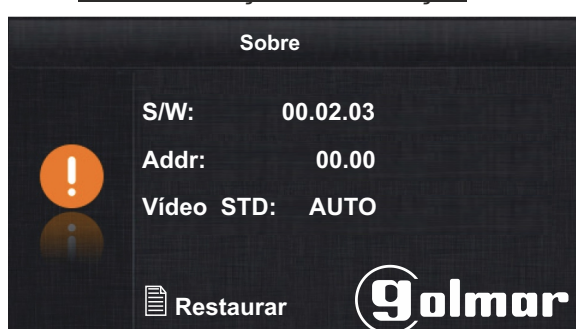 Sobre
S/W: 00.02.03
Addr: 00.00
Vídeo STD: AUTO
Restaurar
golmar